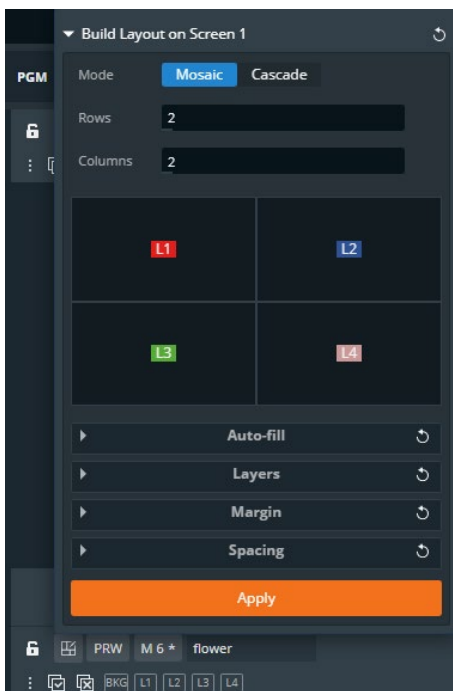 Build Layout on Screen 1
PGM
Mode Mosaic Cascade
Rows 2
Columns 2
L1 L2
L3 L4
Auto-fill
Layers
Margin
Spacing
Apply
PRW M 6 * flower
BKG L1 L2 L3 L4